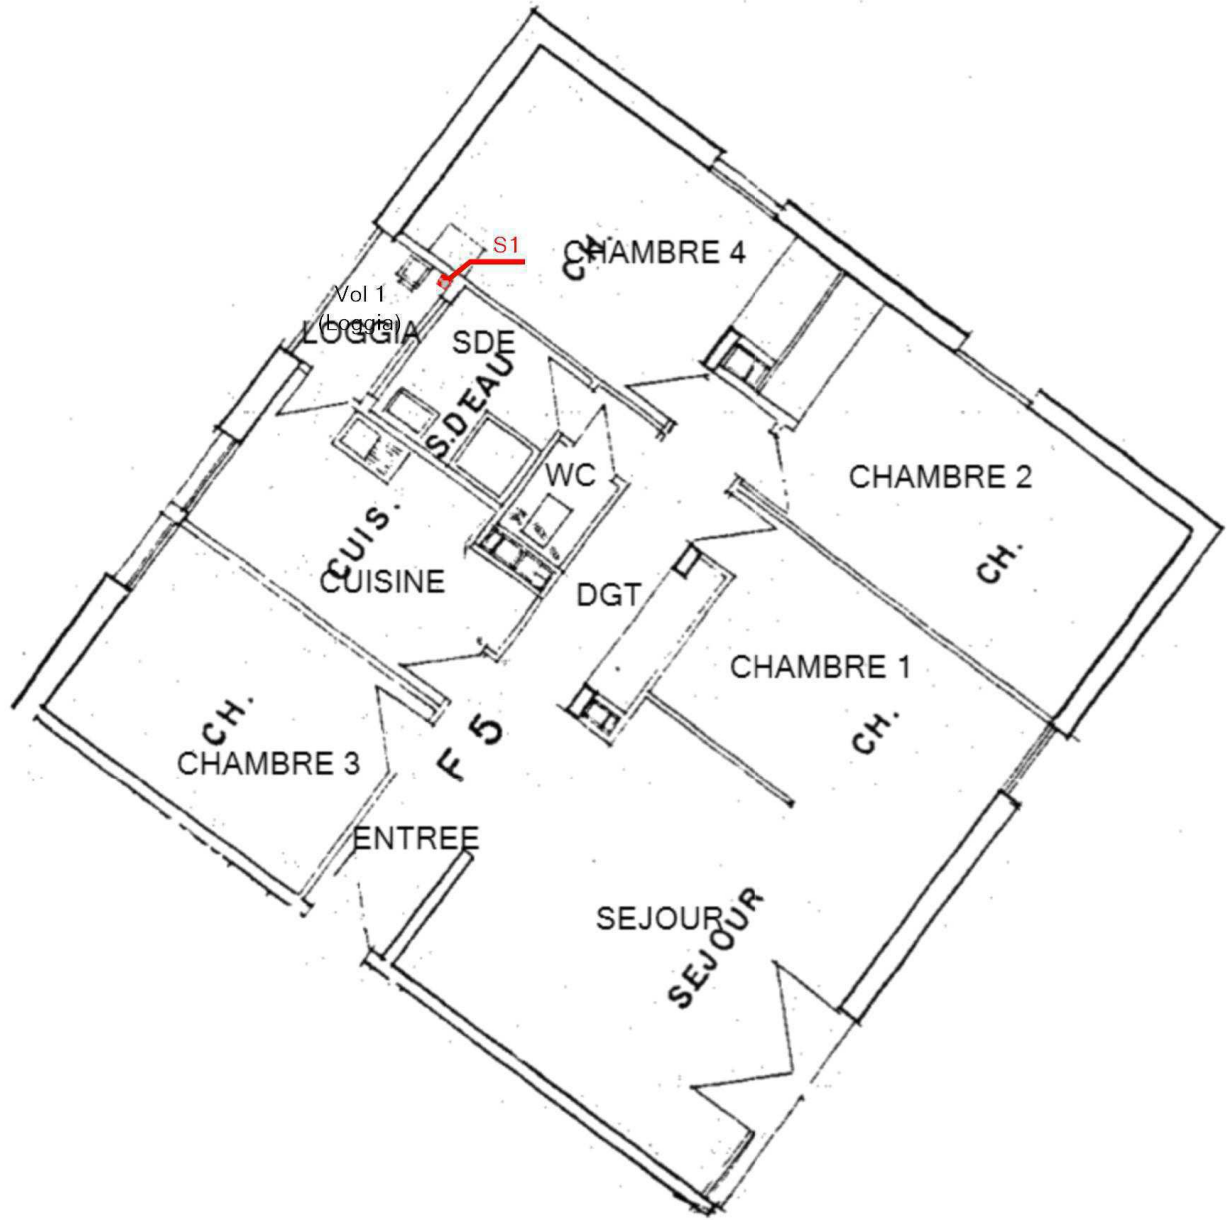 S1
CHAMBRE 4
CH.
Vol 1
(Loggia)
LOGGIA
SDE
S.D'EAU
WC
CHAMBRE 2
CH.
CUIS.
CUISINE
DGT
CHAMBRE 1
CH.
CH.
CHAMBRE 3
F 5
ENTREE
SEJOUR
SEJOUR